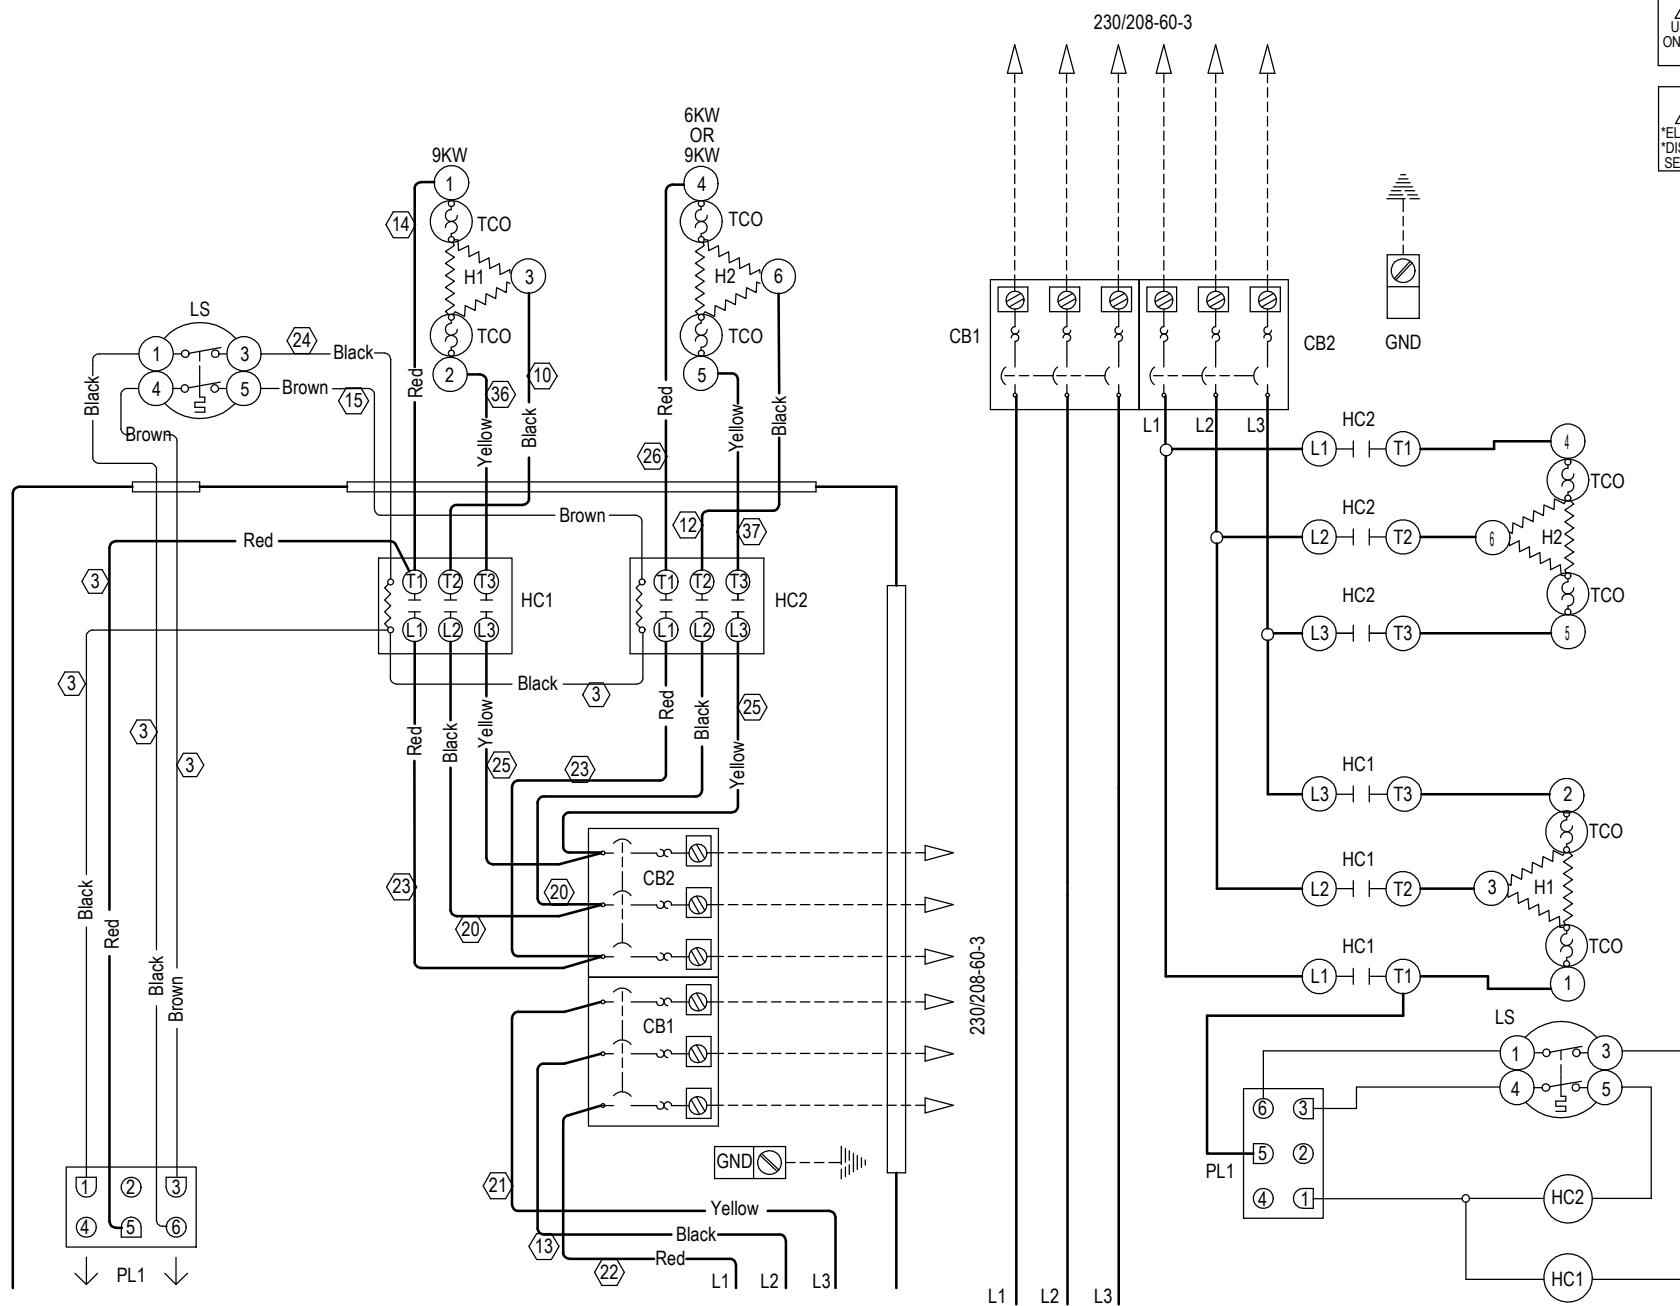 230/208-60-3
U
ON
*EL
*DIS
SE
6KW
OR
9KW
9KW
1
4
14
TCO
TCO
H1
3
H2
6
TCO
TCO
2
5
36
10
LS
24
1
3
Black
4
5
Brown
15
Black
Brown
Red
Yellow
Black
Red
Yellow
Black
26
12
37
Brown
Red
3
T1 T2 T3
HC1
L1 L2 L3
T1 T2 T3
HC2
L1 L2 L3
3
Black
3
3
3
Red
Black
Yellow
25
Red
Black
Yellow
25
23
23
20
20
CB2
CB1
230/208-60-3
Black
Red
Black
Brown
GND
21
Yellow
13
Black
22
Red
L1 L2 L3
1 2 3
4 5 6
PL1
CB1
CB2
GND
L1 L2 L3
HC2
L1 T1
4
TCO
HC2
L2 T2
6
H2
TCO
HC2
L3 T3
5
HC1
L3 T3
2
TCO
HC1
L2 T2
3
H1
TCO
HC1
L1 T1
1
LS
1 3
4 5
6 3
5 2
4 1
PL1
HC2
HC1
L1 L2 L3